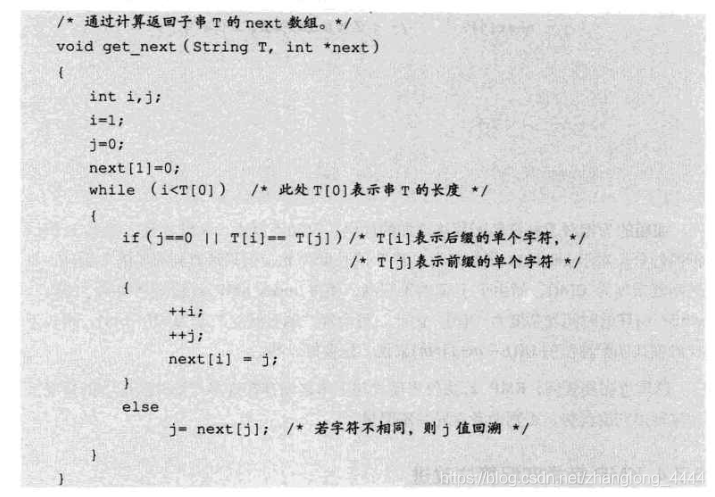 /* 通过计算返回子串 T 的 next 数组。*/
void get_next(String T, int *next)
{
int i,j;
i=1;
j=0;
next[1]=0;
while (i<T[0]) /* 此处 T[0]表示串 T 的长度 */
{
if(j==0 || T[i]== T[j])/* T[i]表示后缀的单个字符, */
/* T[j]表示前缀的单个字符 */
{
++i;
++j;
next[i] = j;
}
else
j= next[j]; /* 若字符不相同，则 j 值回溯 */
}
}
https://blog.csdn.net/zhanglong_4444